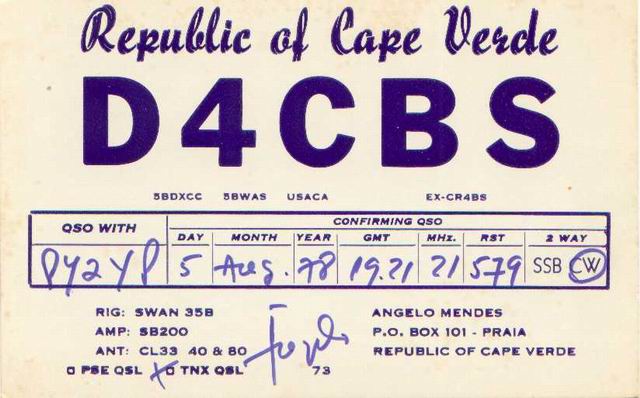 Republic of Cape Verde
D4CBS
5BDXCC 5BWAS USACA EX-CR4BS
QSO WITH CONFIRMING QSO
DAY MONTH YEAR GMT MHz. RST 2 WAY
PY2YP 5 Aug. 78 19.21 21 579 SSB CW
RIG: SWAN 35B ANGELO MENDES
AMP: SB200 P.O. BOX 101 - PRAIA
ANT: CL33 40 & 80 REPUBLIC OF CAPE VERDE
PSE QSL X TNX QSL 73